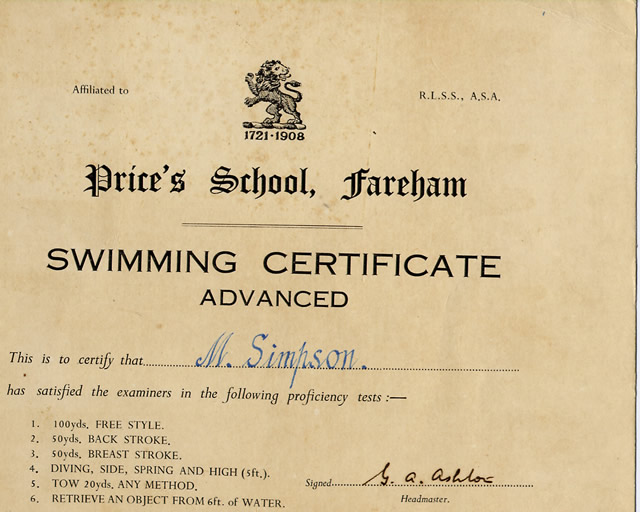 Affiliated to
R.L.S.S., A.S.A.
1721-1908
Price's School, Fareham
SWIMMING CERTIFICATE
ADVANCED
This is to certify that M. Simpson.
has satisfied the examiners in the following proficiency tests :—
1. 100yds. FREE STYLE.
2. 50yds. BACK STROKE.
3. 50yds. BREAST STROKE.
4. DIVING, SIDE, SPRING AND HIGH (5ft.).
5. TOW 20yds. ANY METHOD.
6. RETRIEVE AN OBJECT FROM 6ft. of WATER.
Signed G. A. Ashton
Headmaster.